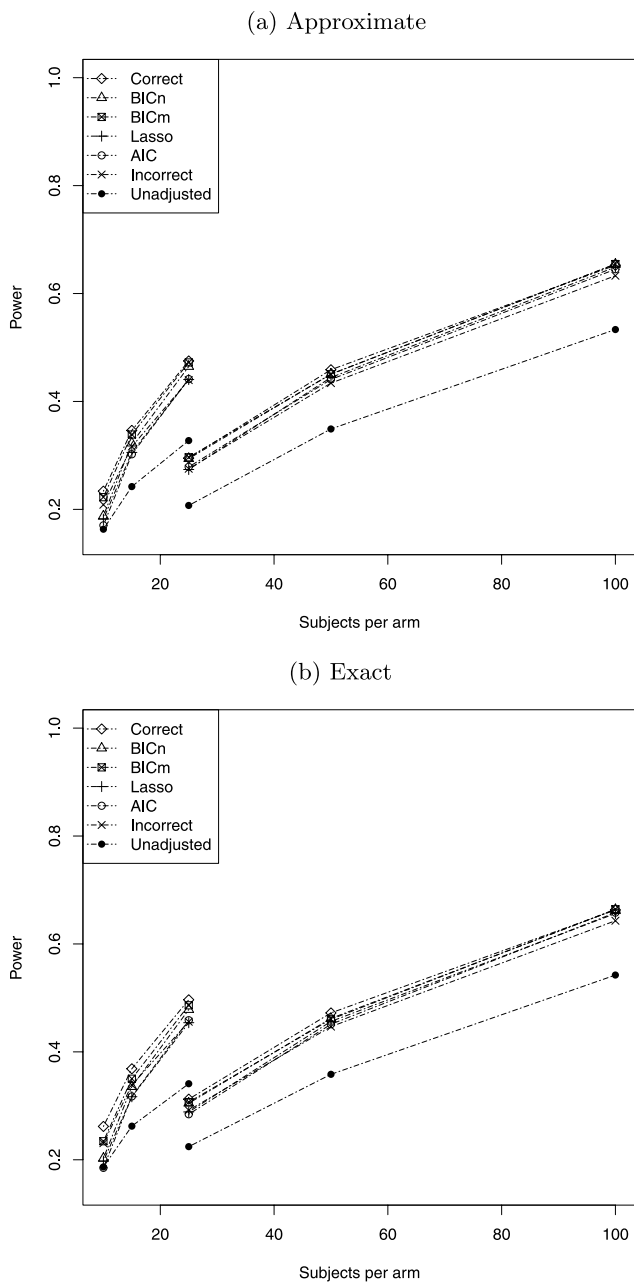 (a) Approximate
Correct
BICn
BICm
Lasso
AIC
Incorrect
Unadjusted
1.0
0.8
0.6
0.4
0.2
Power
20
40
60
80
100
Subjects per arm
(b) Exact
Correct
BICn
BICm
Lasso
AIC
Incorrect
Unadjusted
1.0
0.8
0.6
0.4
0.2
Power
20
40
60
80
100
Subjects per arm